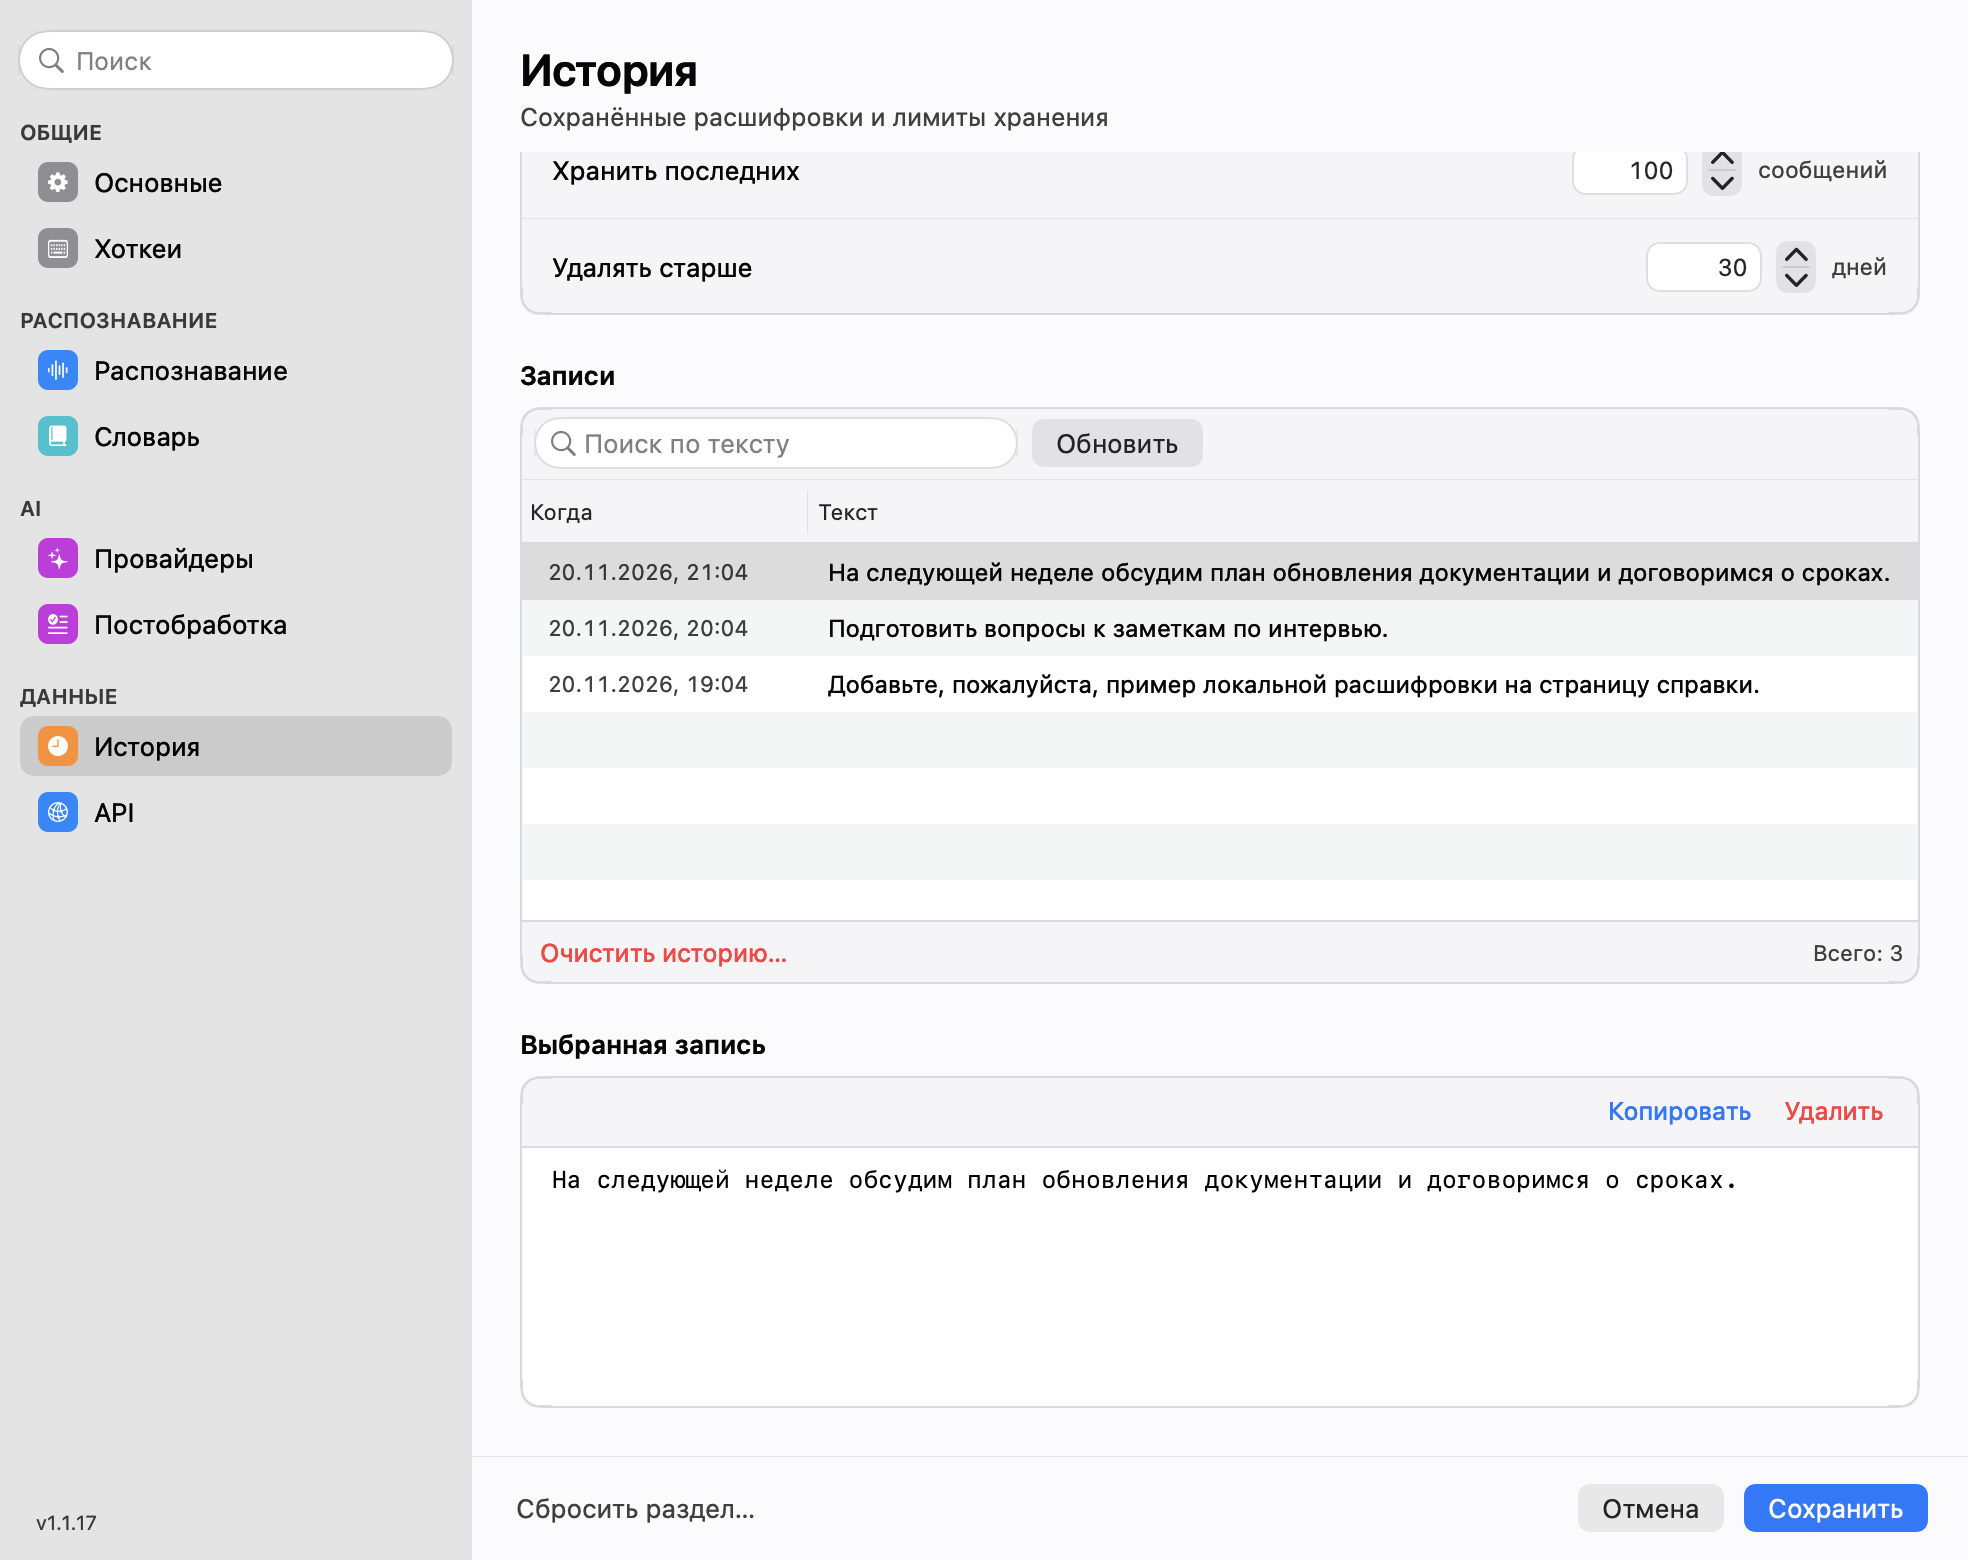 Поиск
ОБЩИЕ
Основные
Хоткеи
РАСПОЗНАВАНИЕ
Распознавание
Словарь
AI
Провайдеры
Постобработка
ДАННЫЕ
История
API
v1.1.17
История
Сохранённые расшифровки и лимиты хранения
Хранить последних 100 сообщений
Удалять старше 30 дней
Записи
Поиск по тексту Обновить
Когда Текст
20.11.2026, 21:04 На следующей неделе обсудим план обновления документации и договоримся о сроках.
20.11.2026, 20:04 Подготовить вопросы к заметкам по интервью.
20.11.2026, 19:04 Добавьте, пожалуйста, пример локальной расшифровки на страницу справки.
Очистить историю... Всего: 3
Выбранная запись
Копировать Удалить
На следующей неделе обсудим план обновления документации и договоримся о сроках.
Сбросить раздел... Отмена Сохранить